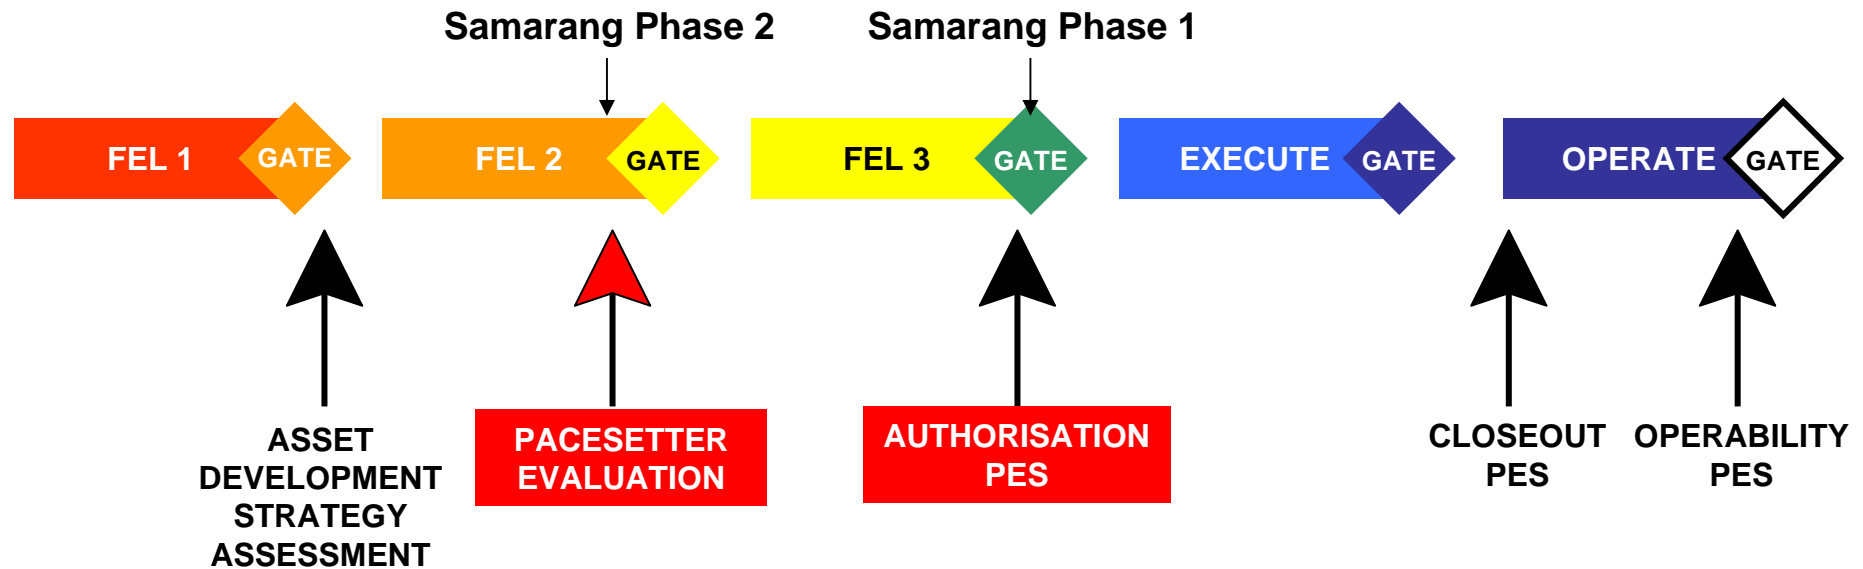 Samarang Phase 2
Samarang Phase 1
FEL 1
GATE
FEL 2
GATE
FEL 3
GATE
EXECUTE
GATE
OPERATE
GATE
ASSET
DEVELOPMENT
STRATEGY
ASSESSMENT
PACESETTER
EVALUATION
AUTHORISATION
PES
CLOSEOUT
PES
OPERABILITY
PES